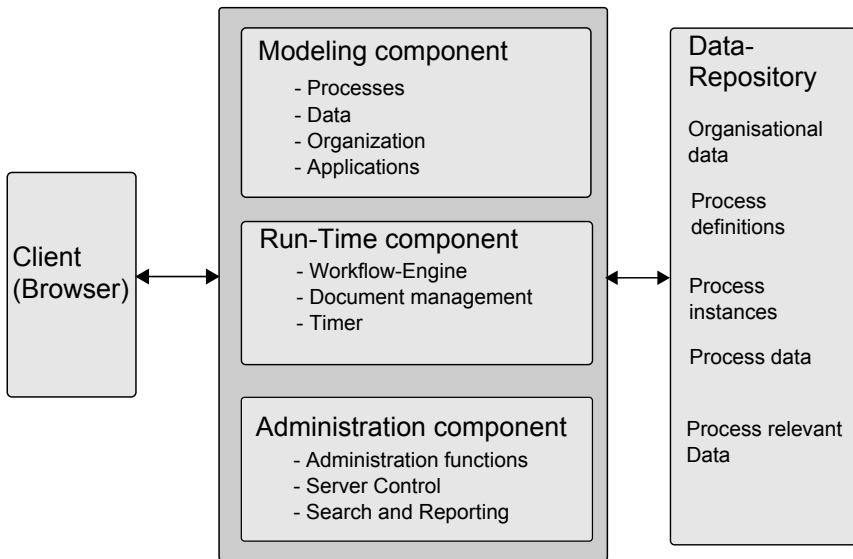 Client
(Browser)
Modeling component
- Processes
- Data
- Organization
- Applications
Run-Time component
- Workflow-Engine
- Document management
- Timer
Administration component
- Administration functions
- Server Control
- Search and Reporting
Data-
Repository
Organisational
data
Process
definitions
Process
instances
Process data
Process relevant
Data